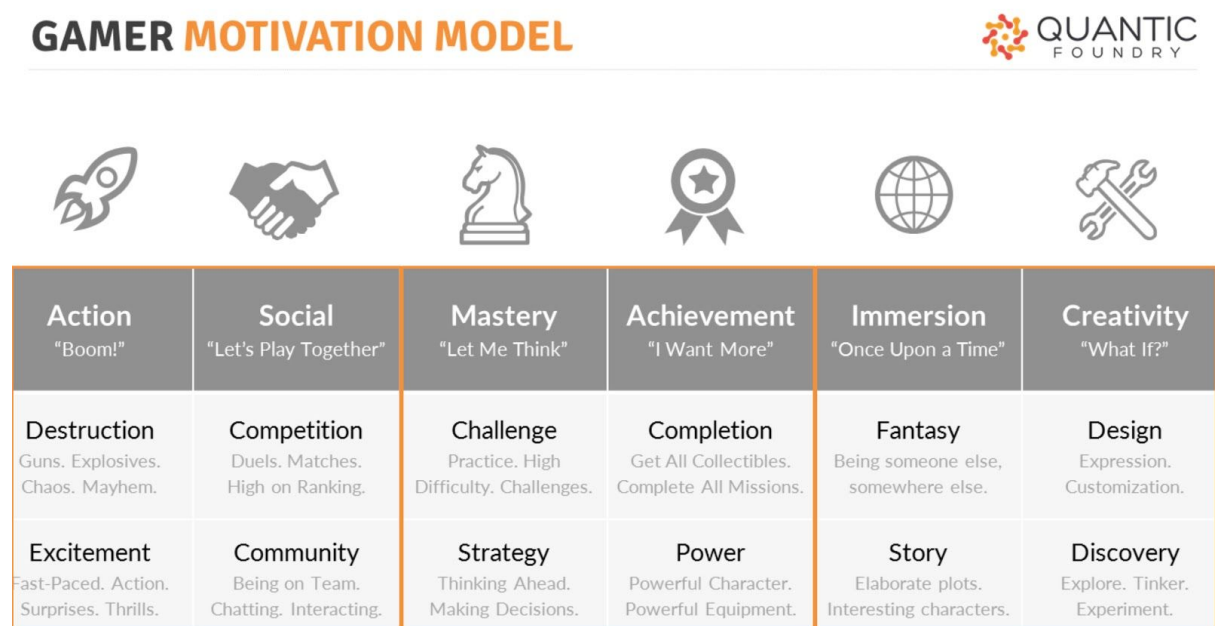 GAMER MOTIVATION MODEL
QUANTIC
FOUNDRY
Action
"Boom!"
Social
"Let's Play Together"
Mastery
"Let Me Think"
Achievement
"I Want More"
Immersion
"Once Upon a Time"
Creativity
"What If?"
Destruction
Guns. Explosives.
Chaos. Mayhem.
Competition
Duels. Matches.
High on Ranking.
Challenge
Practice. High
Difficulty. Challenges.
Completion
Get All Collectibles.
Complete All Missions.
Fantasy
Being someone else,
somewhere else.
Design
Expression.
Customization.
Excitement
Fast-Paced. Action.
Surprises. Thrills.
Community
Being on Team.
Chatting. Interacting.
Strategy
Thinking Ahead.
Making Decisions.
Power
Powerful Character.
Powerful Equipment.
Story
Elaborate plots.
Interesting characters.
Discovery
Explore. Tinker.
Experiment.